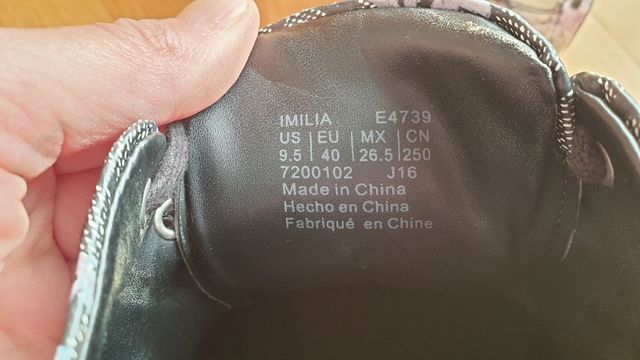 IMILIA E4739
US | EU | MX | CN
9.5 | 40 | 26.5 | 250
7200102 J16
Made in China
Hecho en China
Fabriqué en Chine